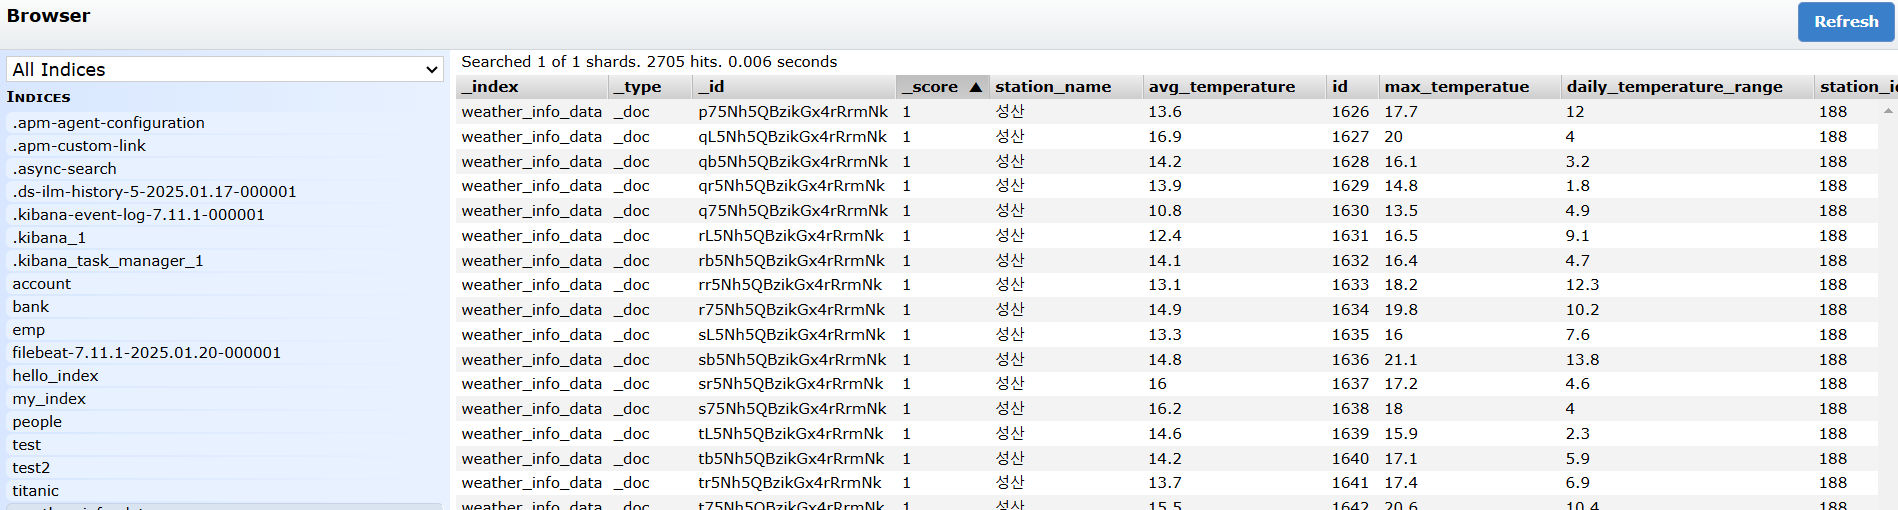 Browser
Refresh
All Indices
INDICES
.apm-agent-configuration
.apm-custom-link
.async-search
.ds-ilm-history-5-2025.01.17-000001
.kibana-event-log-7.11.1-000001
.kibana_1
.kibana_task_manager_1
account
bank
emp
filebeat-7.11.1-2025.01.20-000001
hello_index
my_index
people
test
test2
titanic
Searched 1 of 1 shards. 2705 hits. 0.006 seconds
_index _type _id _score station_name avg_temperature id max_temperatue daily_temperature_range
weather_info_data _doc p75Nh5QBzikGx4rRrmNk 1 성산 13.6 1626 17.7 12 188
weather_info_data _doc qL5Nh5QBzikGx4rRrmNk 1 성산 16.9 1627 20 4 188
weather_info_data _doc qb5Nh5QBzikGx4rRrmNk 1 성산 14.2 1628 16.1 3.2 188
weather_info_data _doc qr5Nh5QBzikGx4rRrmNk 1 성산 13.9 1629 14.8 1.8 188
weather_info_data _doc q75Nh5QBzikGx4rRrmNk 1 성산 10.8 1630 13.5 4.9 188
weather_info_data _doc rL5Nh5QBzikGx4rRrmNk 1 성산 12.4 1631 16.5 9.1 188
weather_info_data _doc rb5Nh5QBzikGx4rRrmNk 1 성산 14.1 1632 16.4 4.7 188
weather_info_data _doc rr5Nh5QBzikGx4rRrmNk 1 성산 13.1 1633 18.2 12.3 188
weather_info_data _doc r75Nh5QBzikGx4rRrmNk 1 성산 14.9 1634 19.8 10.2 188
weather_info_data _doc sL5Nh5QBzikGx4rRrmNk 1 성산 13.3 1635 16 7.6 188
weather_info_data _doc sb5Nh5QBzikGx4rRrmNk 1 성산 14.8 1636 21.1 13.8 188
weather_info_data _doc sr5Nh5QBzikGx4rRrmNk 1 성산 16 1637 17.2 4.6 188
weather_info_data _doc s75Nh5QBzikGx4rRrmNk 1 성산 16.2 1638 18 4 188
weather_info_data _doc tL5Nh5QBzikGx4rRrmNk 1 성산 14.6 1639 15.9 2.3 188
weather_info_data _doc tb5Nh5QBzikGx4rRrmNk 1 성산 14.2 1640 17.1 5.9 188
weather_info_data _doc tr5Nh5QBzikGx4rRrmNk 1 성산 13.7 1641 17.4 6.9 188
weather_info_data _doc t75Nh5QBzikGx4rRrmNk 1 성산 15.5 1642 20.6 10.4 188